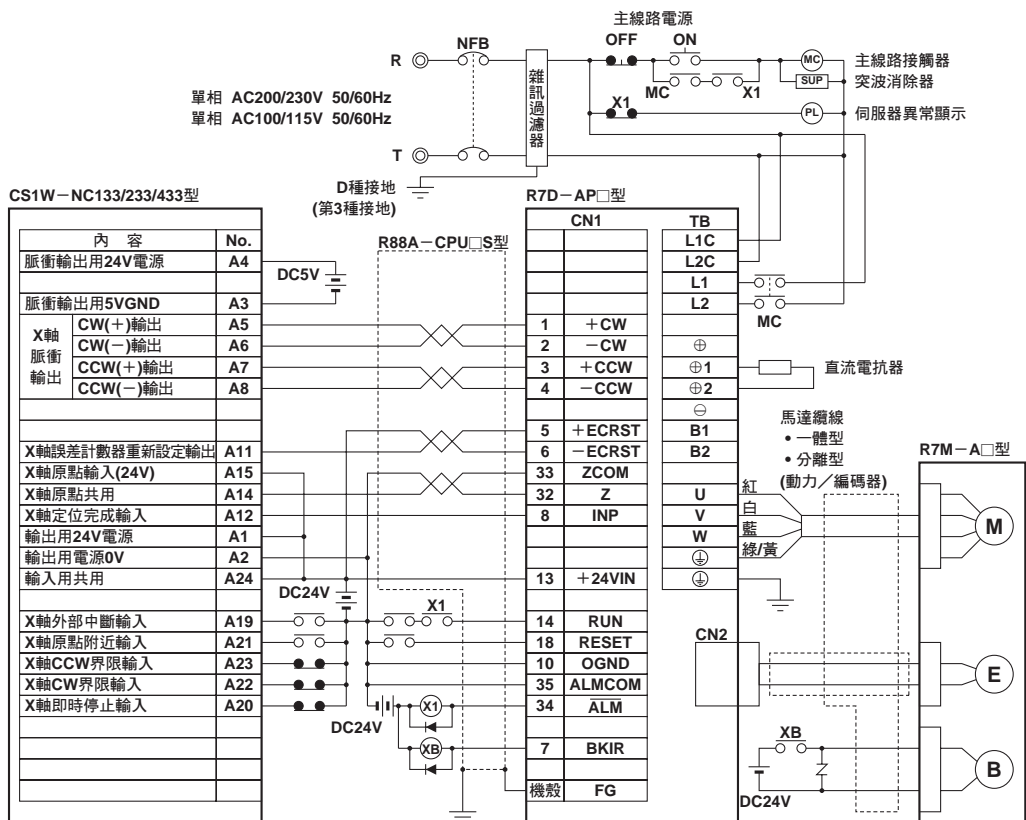 主線路電源
OFF ON
R NFB MC 主線路接觸器
SUP 突波消除器
MC X1
單相 AC200/230V 50/60Hz
單相 AC100/115V 50/60Hz
雜訊過濾器
X1 PL 伺服器異常顯示
T
D種接地
(第3種接地)
CS1W－NC133/233/433型
R7D－AP□型
R88A－CPU□S型
內 容 No.
脈衝輸出用24V電源 A4
DC5V
脈衝輸出用5VGND A3
X軸脈衝輸出
CW(＋)輸出 A5
CW(－)輸出 A6
CCW(＋)輸出 A7
CCW(－)輸出 A8
X軸誤差計數器重新設定輸出 A11
X軸原點輸入(24V) A15
X軸原點共用 A14
X軸定位完成輸入 A12
輸出用24V電源 A1
輸出用電源0V A2
輸入用共用 A24
DC24V
X軸外部中斷輸入 A19
X軸原點附近輸入 A21
X軸CCW界限輸入 A23
X軸CW界限輸入 A22
X軸即時停止輸入 A20
X1
DC24V
X1
XB
CN1
1 ＋CW
2 －CW
3 ＋CCW
4 －CCW
5 ＋ECRST
6 －ECRST
33 ZCOM
32 Z
8 INP
13 ＋24VIN
14 RUN
18 RESET
10 OGND
35 ALMCOM
34 ALM
7 BKIR
機殼 FG
TB
L1C
L2C
L1
L2
MC
⊕
⊕1
⊕2
直流電抗器
⊖
B1
B2
U
V
W
紅
白
藍
綠/黃
馬達纜線
• 一體型
• 分離型
(動力／編碼器)
R7M－A□型
M
CN2
E
XB
B
DC24V